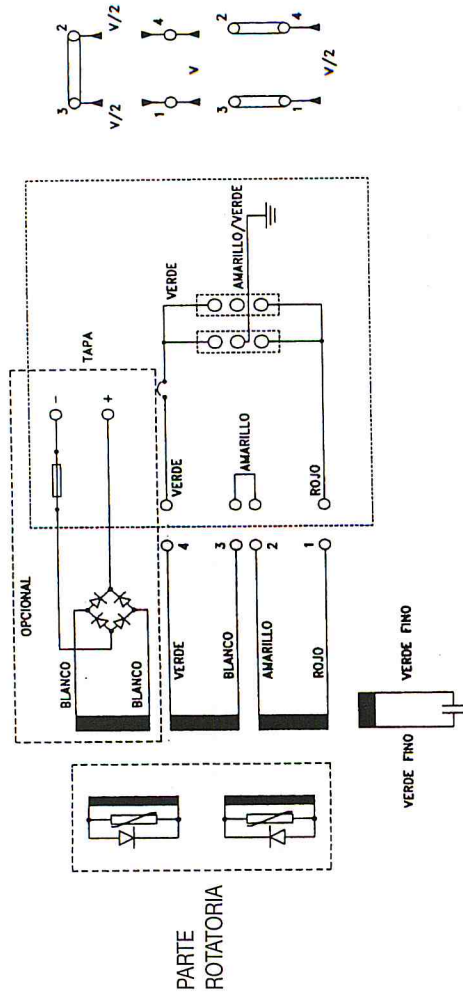 OPCIONAL
TAPA
BLANCO
BLANCO
-
+
VERDE
4
VERDE
VERDE
BLANCO
3
AMARILLO
2
AMARILLO
AMARILLO/VERDE
ROJO
1
ROJO
PARTE
ROTATORIA
VERDE FINO
VERDE FINO
3
2
V/2
V/2
1
4
V
3
2
1
4
V/2